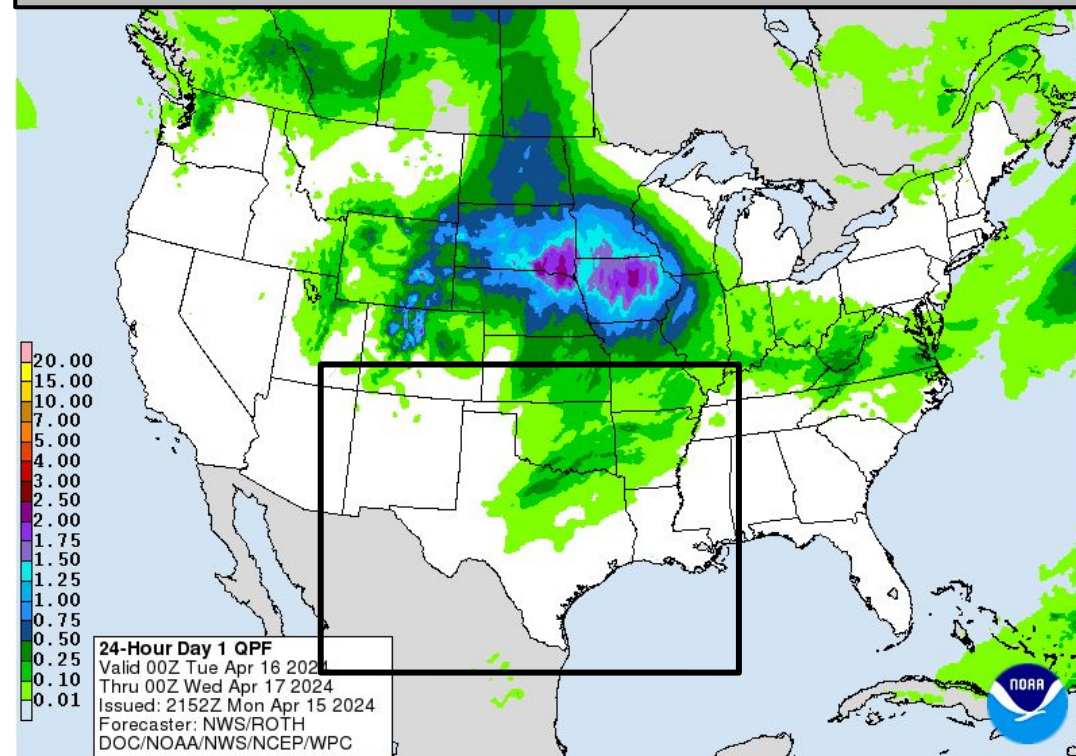 20.00
15.00
10.00
7.00
5.00
4.00
3.00
2.50
2.00
1.75
1.50
1.25
1.00
0.75
0.50
0.25
0.10
0.01
24-Hour Day 1 QPF
Valid 00Z Tue Apr 16 2024
Thru 00Z Wed Apr 17 2024
Issued: 2152Z Mon Apr 15 2024
Forecaster: NWS/ROTH
DOC/NOAA/NWS/NCEP/WPC
NOAA